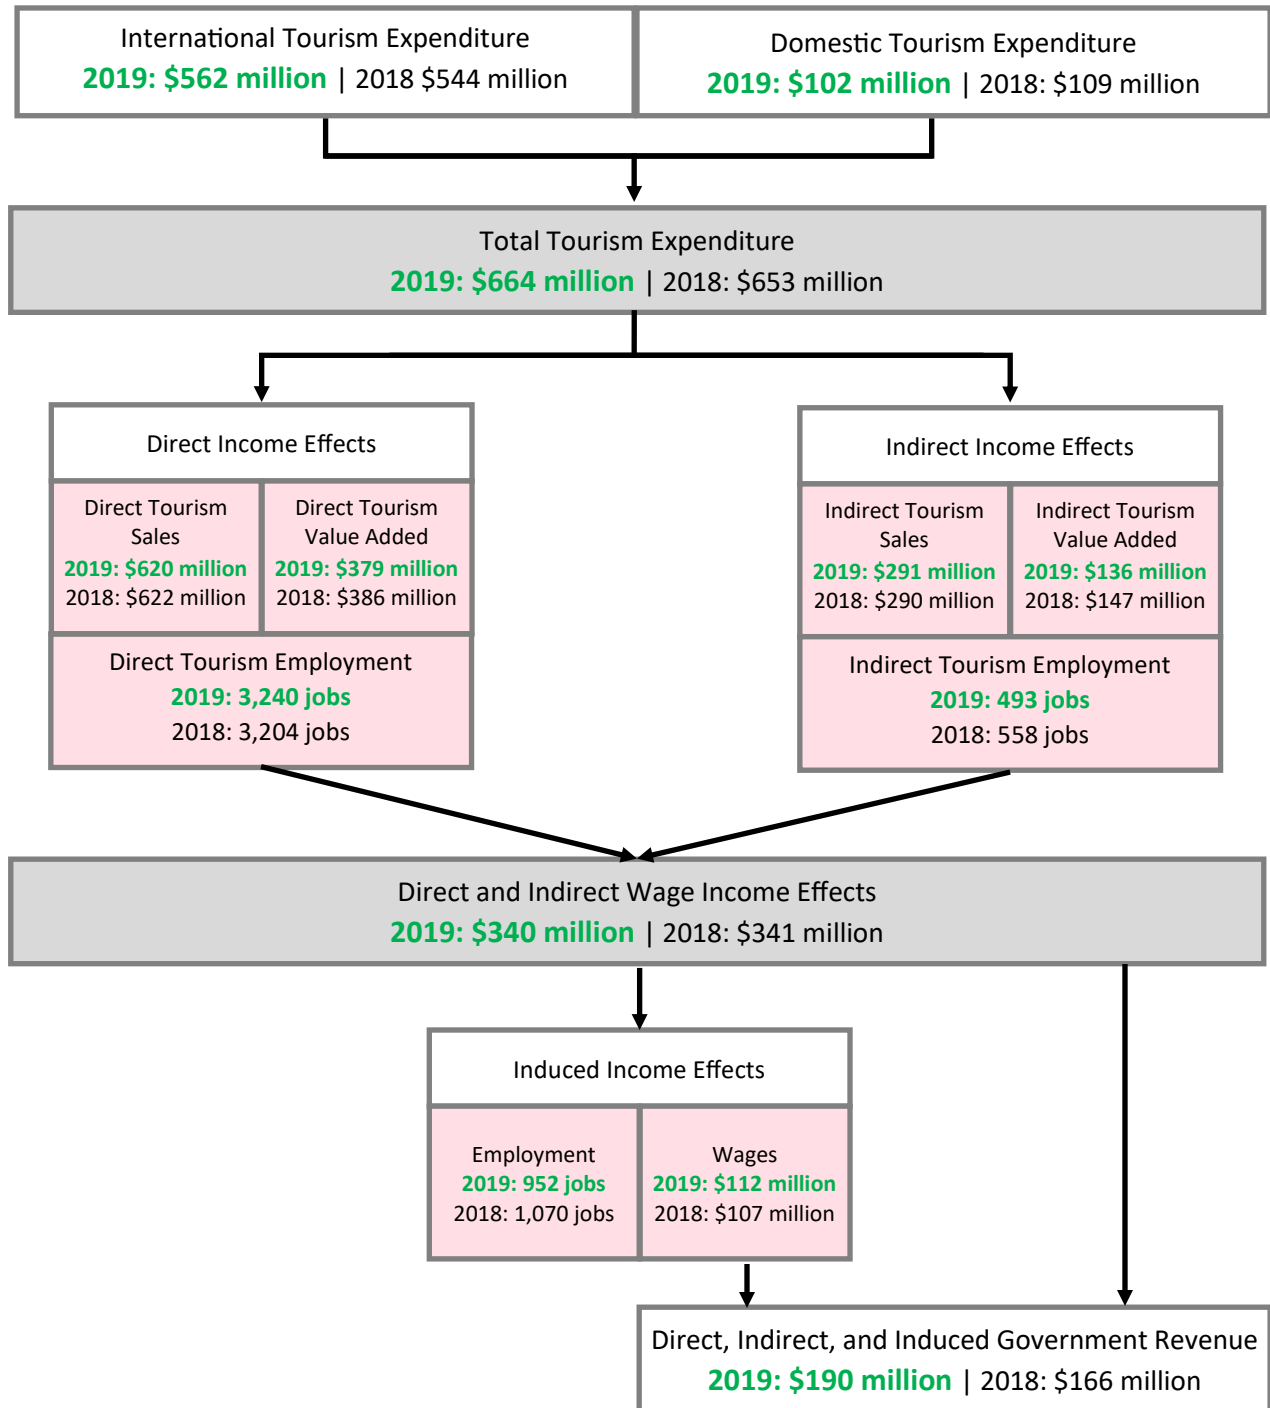 International Tourism Expenditure
2019: $562 million | 2018 $544 million
Domestic Tourism Expenditure
2019: $102 million | 2018: $109 million
Total Tourism Expenditure
2019: $664 million | 2018: $653 million
Direct Income Effects
Direct Tourism
Sales
2019: $620 million
2018: $622 million
Direct Tourism
Value Added
2019: $379 million
2018: $386 million
Direct Tourism Employment
2019: 3,240 jobs
2018: 3,204 jobs
Indirect Income Effects
Indirect Tourism
Sales
2019: $291 million
2018: $290 million
Indirect Tourism
Value Added
2019: $136 million
2018: $147 million
Indirect Tourism Employment
2019: 493 jobs
2018: 558 jobs
Direct and Indirect Wage Income Effects
2019: $340 million | 2018: $341 million
Induced Income Effects
Employment
2019: 952 jobs
2018: 1,070 jobs
Wages
2019: $112 million
2018: $107 million
Direct, Indirect, and Induced Government Revenue
2019: $190 million | 2018: $166 million